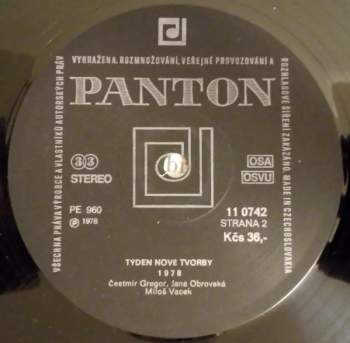 VYHRAŽENA. ROZMNOŽOVÁNÍ, VEŘEJNÉ PROVOZOVÁNÍ A
ROZHLASOVÉ ŠÍŘENÍ ZAKÁZÁNO. MADE IN CZECHOSLOVAKIA
VŠECHNA PRÁVA VÝROBCE A VLASTNÍKŮ AUTORSKÝCH PRÁV
PANTON
33
STEREO
OSA
OSVU
PE 960
Ⓟ 1978
11 0742
STRANA 2
Kčs 36,-
TÝDEN NOVÉ TVORBY
1978
Čestmír Gregor, Jana Obrovská
Miloš Vacek